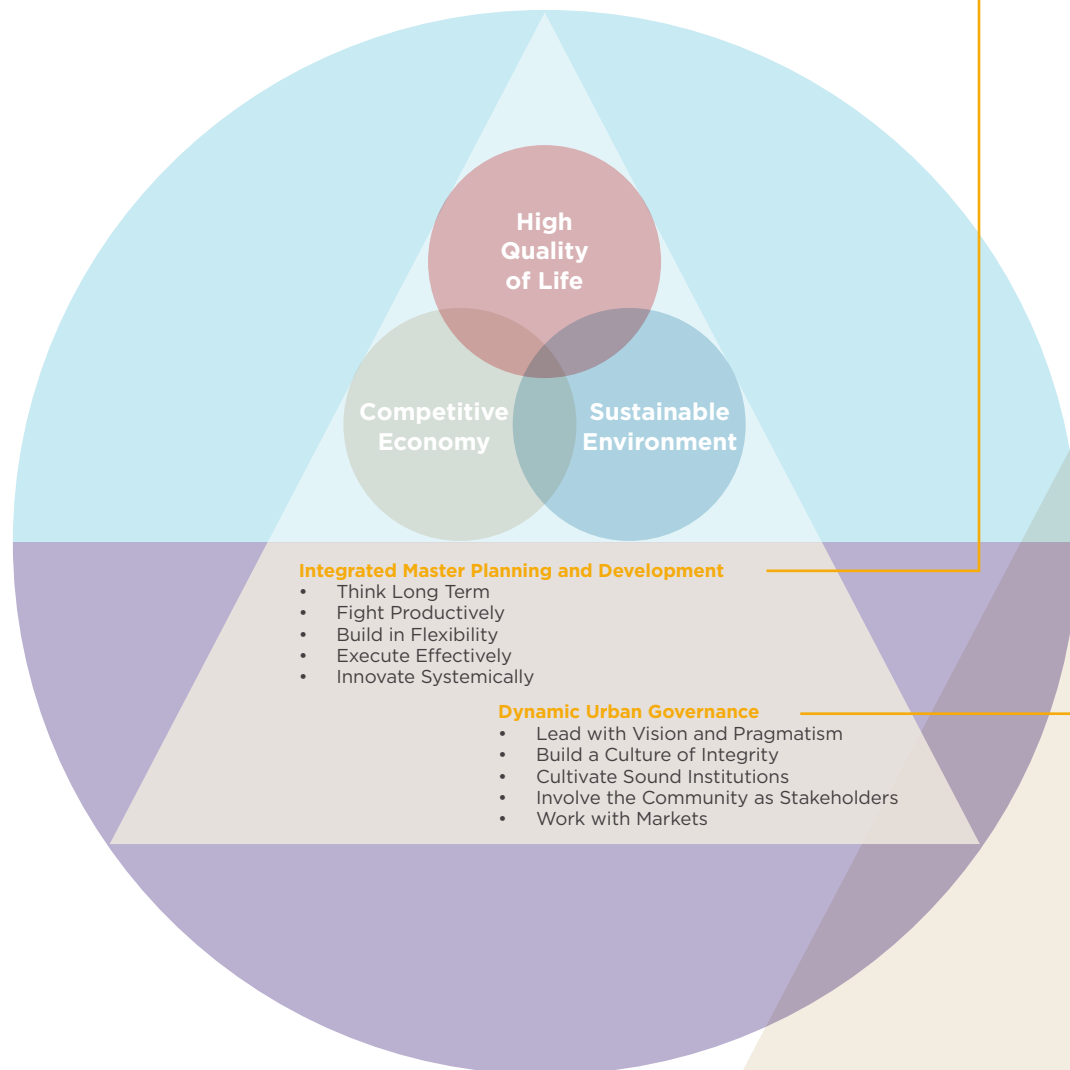 High
Quality
of Life
Competitive
Economy
Sustainable
Environment
Integrated Master Planning and Development
• Think Long Term
• Fight Productively
• Build in Flexibility
• Execute Effectively
• Innovate Systemically
Dynamic Urban Governance
• Lead with Vision and Pragmatism
• Build a Culture of Integrity
• Cultivate Sound Institutions
• Involve the Community as Stakeholders
• Work with Markets